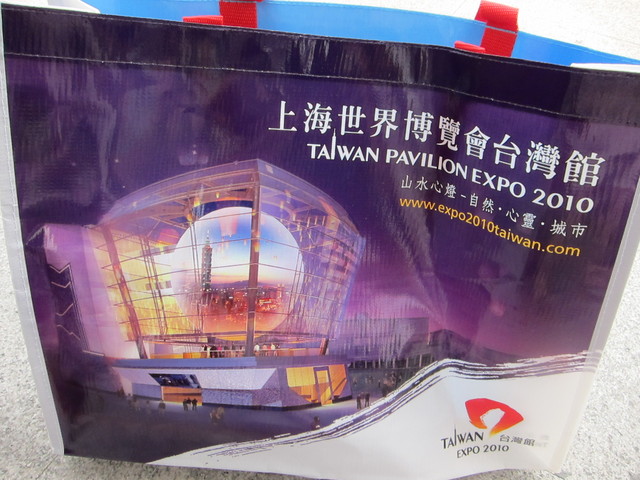 上海世界博覽會台灣館
TAIWAN PAVILION EXPO 2010
山水心燈-自然·心靈·城市
www.expo2010taiwan.com
TAIWAN 台灣館
EXPO 2010